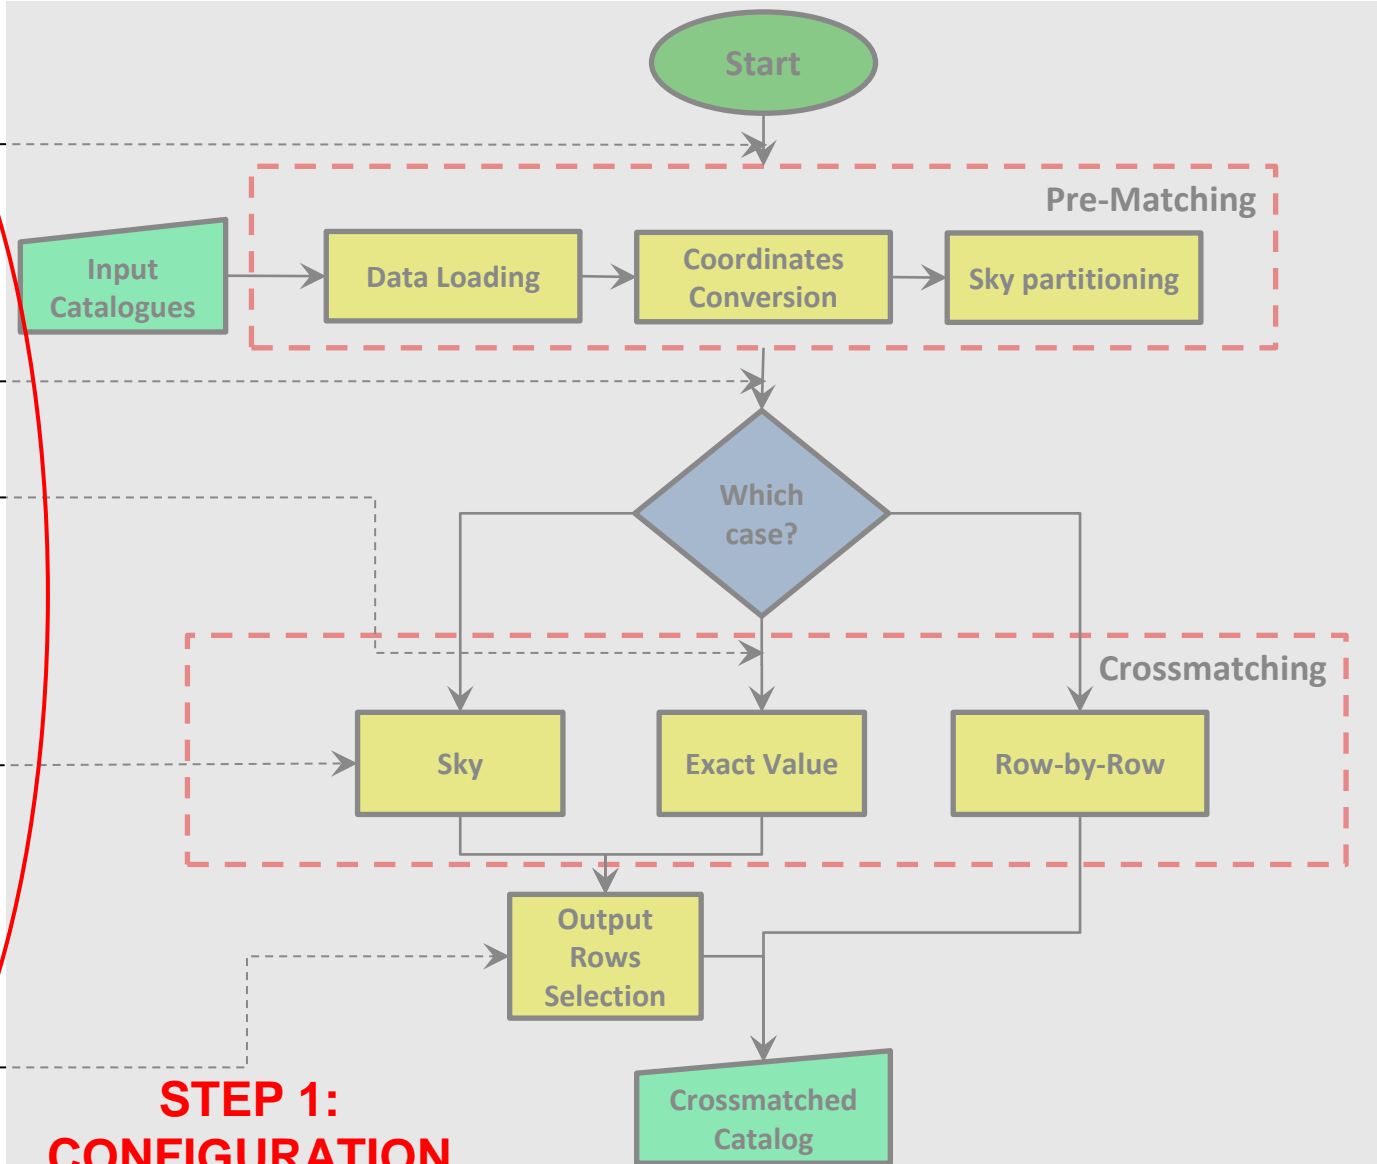 Start
Pre-Matching
Input
Catalogues
Data Loading
Coordinates
Conversion
Sky partitioning
Which
case?
Crossmatching
Sky
Exact Value
Row-by-Row
Output
Rows
Selection
STEP 1:
CONFIGURATION
Crossmatched
Catalog